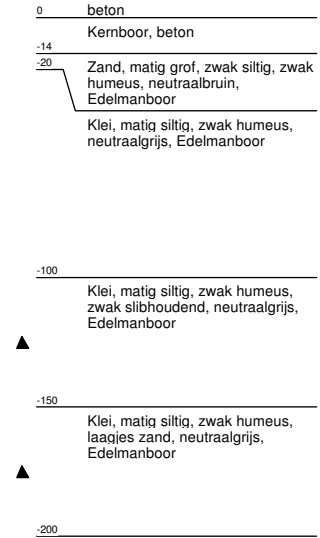 0 beton
Kernboor, beton
-14
-20
Zand, matig grof, zwak siltig, zwak
humeus, neutraalbruin,
Edelmanboor
Klei, matig siltig, zwak humeus,
neutraalgrijs, Edelmanboor
-100
Klei, matig siltig, zwak humeus,
zwak slibhoudend, neutraalgrijs,
Edelmanboor
-150
Klei, matig siltig, zwak humeus,
laagjes zand, neutraalgrijs,
Edelmanboor
-200